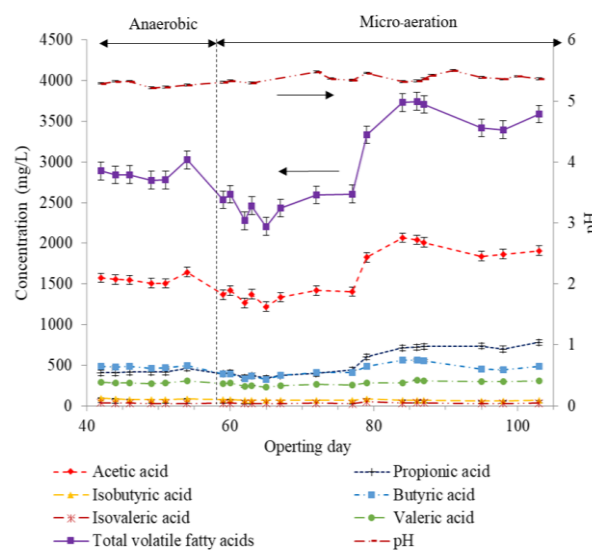 Anaerobic
Micro-aeration
4500
4000
3500
3000
2500
2000
1500
1000
500
0
Concentration (mg/L)
6
5
4
3
2
1
0
pH
42 60 80 100
Operting day
Acetic acid
Propionic acid
Isobutyric acid
Butyric acid
Isovaleric acid
Valeric acid
Total volatile fatty acids
pH